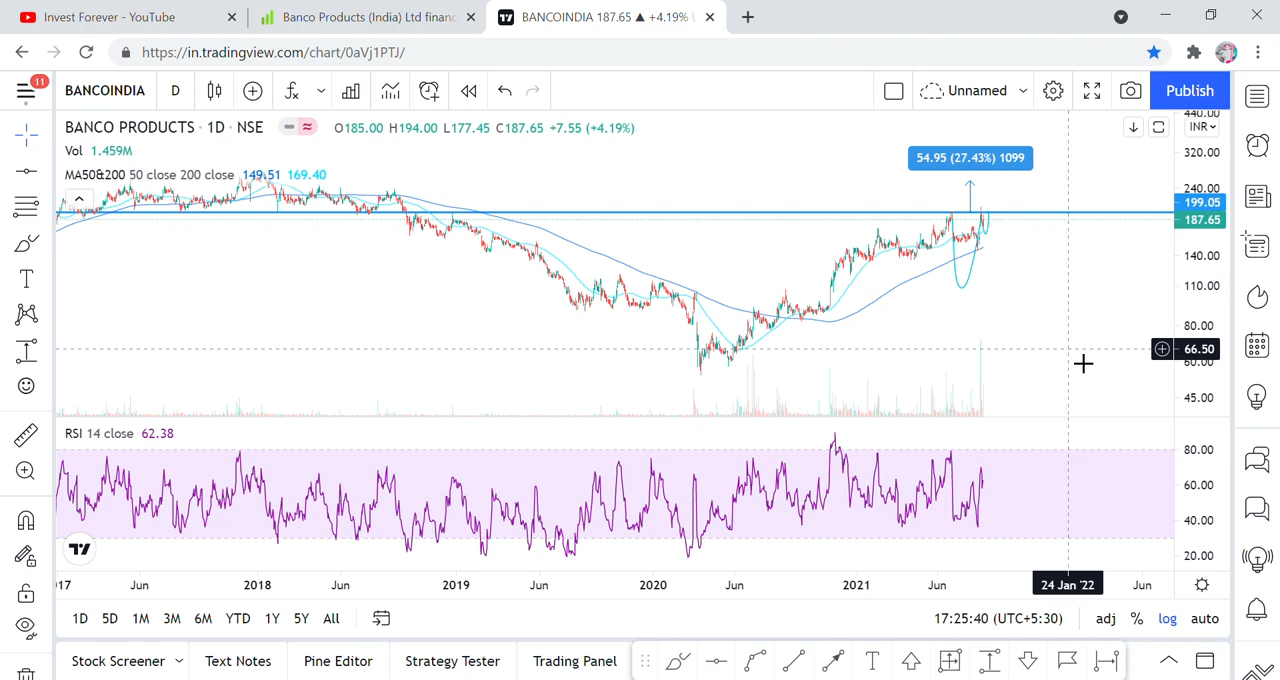 Invest Forever - YouTube
Banco Products (India) Ltd financ
BANCOINDIA 187.65 ▲ +4.19%
https://in.tradingview.com/chart/0aVj1PTJ/
11
BANCOINDIA
D
Unnamed
Publish
BANCO PRODUCTS · 1D · NSE
O185.00 H194.00 L177.45 C187.65 +7.55 (+4.19%)
Vol 1.459M
MA50&200 50 close 200 close 149.51 169.40
54.95 (27.43%) 1099
440.00
INR
320.00
240.00
199.05
187.65
140.00
110.00
80.00
66.50
60.00
45.00
RSI 14 close 62.38
80.00
60.00
40.00
20.00
17
Jun
2018
Jun
2019
Jun
2020
Jun
2021
Jun
24 Jan '22
Jun
1D 5D 1M 3M 6M YTD 1Y 5Y All
17:25:40 (UTC+5:30)
adj % log auto
Stock Screener
Text Notes
Pine Editor
Strategy Tester
Trading Panel